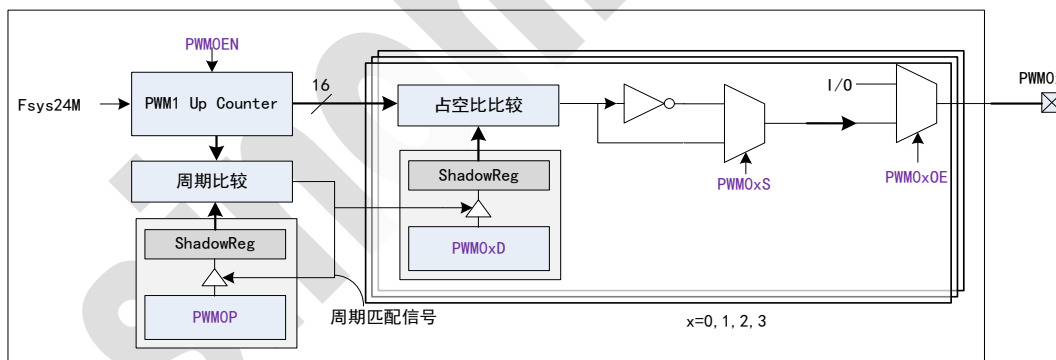 PWM0EN
Fsys24M
PWM1 Up Counter
16
占空比比较
I/O
PWM0x
周期比较
ShadowReg
PWM0xS
PWM0xOE
ShadowReg
PWM0xD
PWM0P
周期匹配信号
x=0,1,2,3